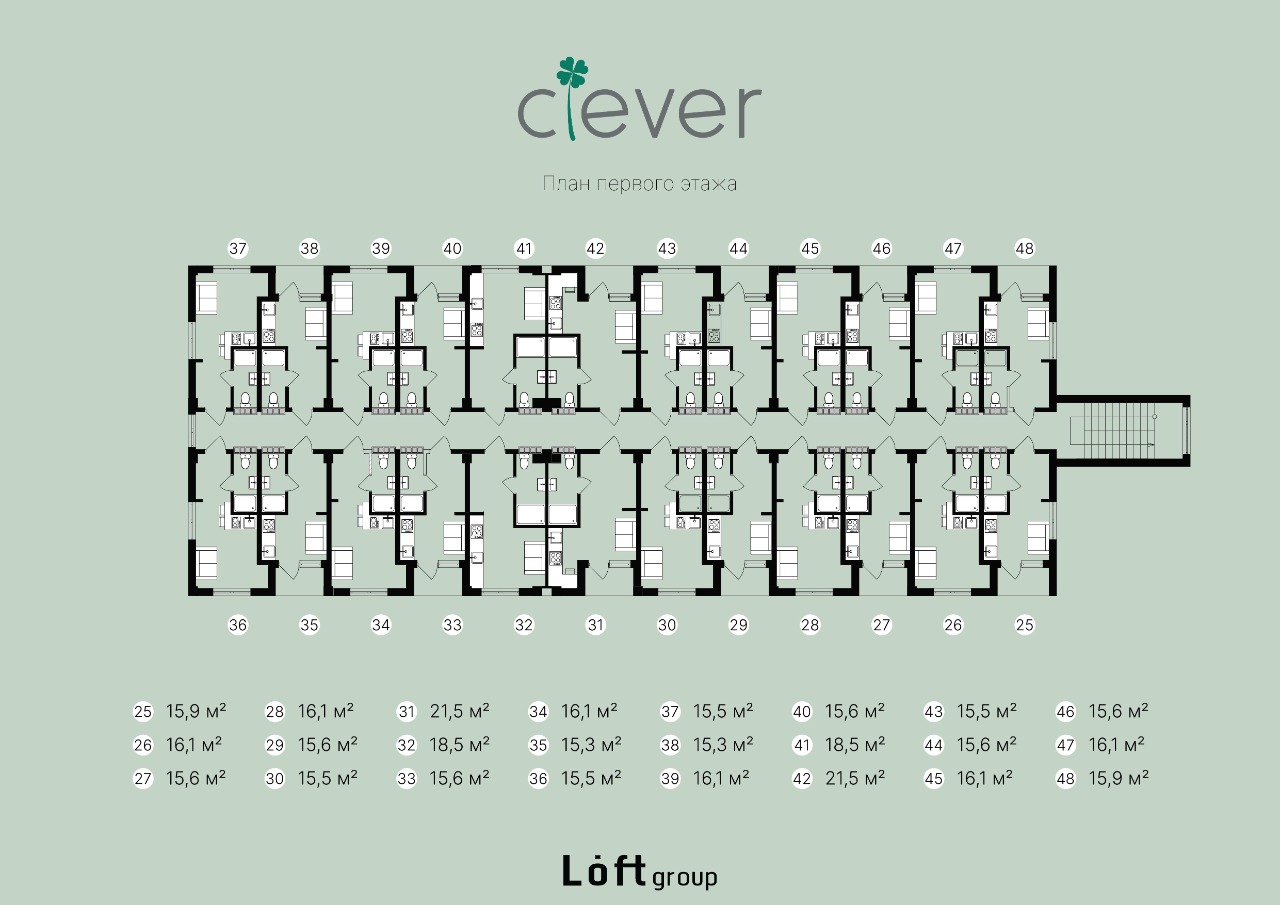 clever
План первого этажа
37 38 39 40 41 42 43 44 45 46 47 48
36 35 34 33 32 31 30 29 28 27 26 25
25 15,9 м² 28 16,1 м² 31 21,5 м² 34 16,1 м² 37 15,5 м² 40 15,6 м² 43 15,5 м² 46 15,6 м²
26 16,1 м² 29 15,6 м² 32 18,5 м² 35 15,3 м² 38 15,3 м² 41 18,5 м² 44 15,6 м² 47 16,1 м²
27 15,6 м² 30 15,5 м² 33 15,6 м² 36 15,5 м² 39 16,1 м² 42 21,5 м² 45 16,1 м² 48 15,9 м²
Loft group